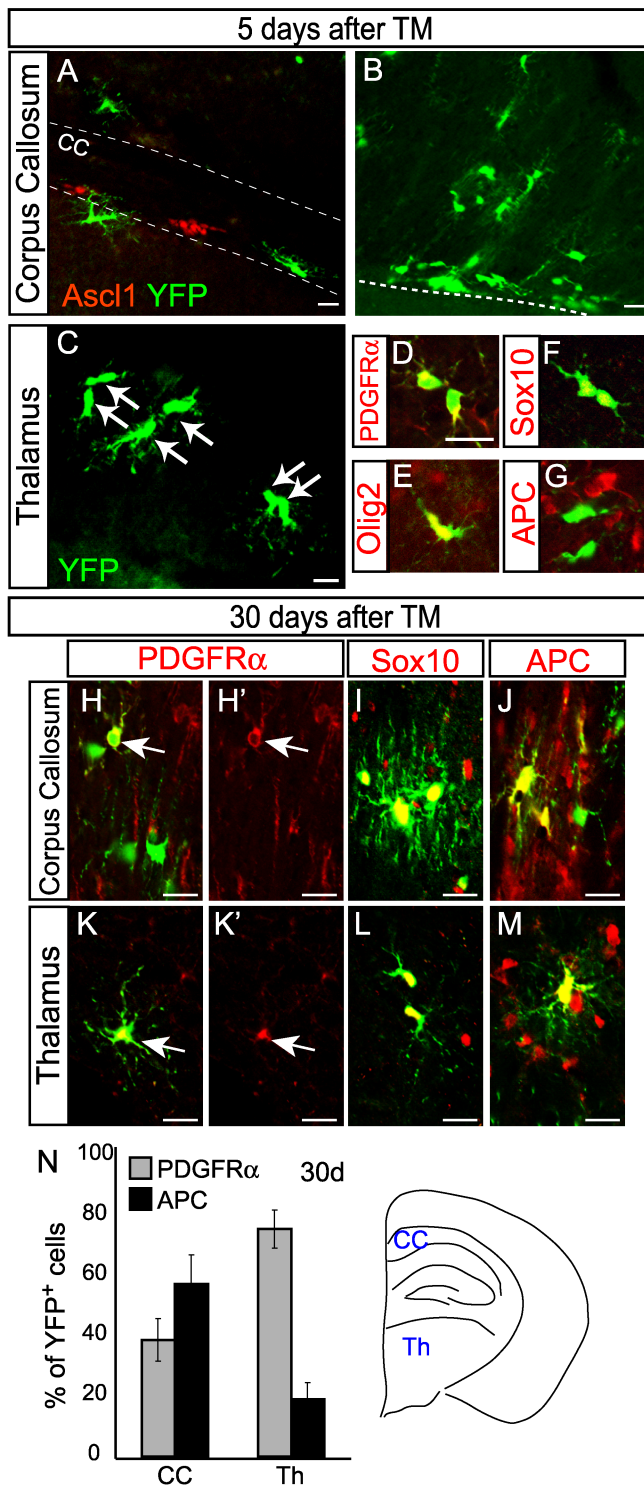 5 days after TM
Corpus Callosum
A
CC
Ascl1 YFP
B
Thalamus
C
YFP
PDGFRα
D
Sox10
F
Olig2
E
APC
G
30 days after TM
PDGFRα
Sox10
APC
Corpus Callosum
H
H'
I
J
Thalamus
K
K'
L
M
N
% of YFP+ cells
100
80
60
40
20
0
PDGFRα
APC
30d
CC
Th
CC
Th